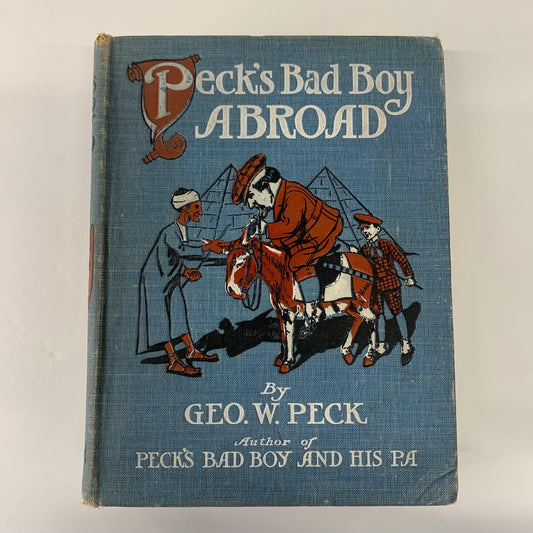 Peck's Bad Boy
ABROAD
By
GEO. W. PECK
Author of
PECK'S BAD BOY AND HIS PA